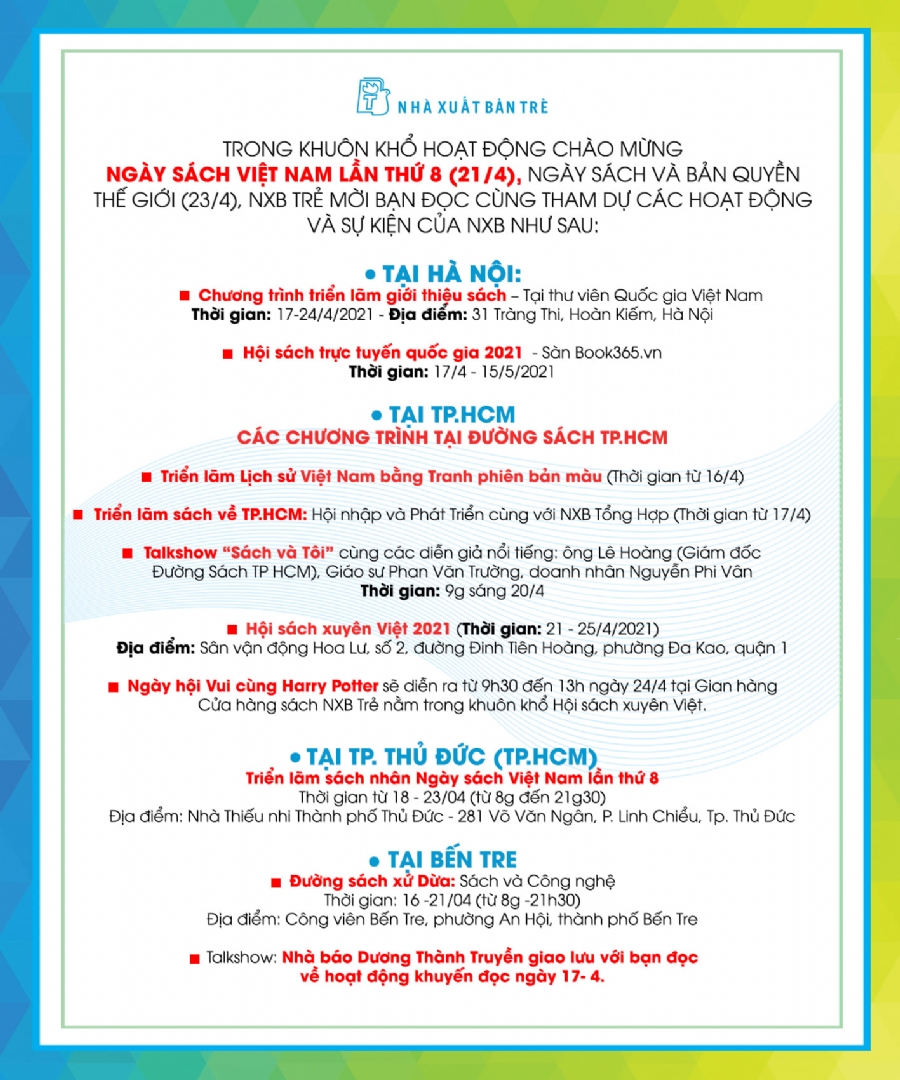 NHÀ XUẤT BẢN TRẺ
TRONG KHUÔN KHỔ HOẠT ĐỘNG CHÀO MỪNG
NGÀY SÁCH VIỆT NAM LẦN THỨ 8 (21/4), NGÀY SÁCH VÀ BẢN QUYỀN
THẾ GIỚI (23/4), NXB TRẺ MỜI BẠN ĐỌC CÙNG THAM DỰ CÁC HOẠT ĐỘNG
VÀ SỰ KIỆN CỦA NXB NHƯ SAU:
• TẠI HÀ NỘI:
■ Chương trình triển lãm giới thiệu sách – Tại thư viên Quốc gia Việt Nam
Thời gian: 17-24/4/2021 - Địa điểm: 31 Tràng Thi, Hoàn Kiếm, Hà Nội
■ Hội sách trực tuyến quốc gia 2021 - Sàn Book365.vn
Thời gian: 17/4 - 15/5/2021
• TẠI TP.HCM
CÁC CHƯƠNG TRÌNH TẠI ĐƯỜNG SÁCH TP.HCM
■ Triển lãm Lịch sử Việt Nam bằng Tranh phiên bản màu (Thời gian từ 16/4)
■ Triển lãm sách về TP.HCM: Hội nhập và Phát Triển cùng với NXB Tổng Hợp (Thời gian từ 17/4)
■ Talkshow “Sách và Tôi” cùng các diễn giả nổi tiếng: ông Lê Hoàng (Giám đốc
Đường Sách TP HCM), Giáo sư Phan Văn Trường, doanh nhân Nguyễn Phi Vân
Thời gian: 9g sáng 20/4
■ Hội sách xuyên Việt 2021 (Thời gian: 21 - 25/4/2021)
Địa điểm: Sân vận động Hoa Lư, số 2, đường Đinh Tiên Hoàng, phường Đa Kao, quận 1
■ Ngày hội Vui cùng Harry Potter sẽ diễn ra từ 9h30 đến 13h ngày 24/4 tại Gian hàng
Cửa hàng sách NXB Trẻ nằm trong khuôn khổ Hội sách xuyên Việt.
• TẠI TP. THỦ ĐỨC (TP.HCM)
Triển lãm sách nhân Ngày sách Việt Nam lần thứ 8
Thời gian từ 18 - 23/04 (từ 8g đến 21g30)
Địa điểm: Nhà Thiếu nhi Thành phố Thủ Đức - 281 Võ Văn Ngân, P. Linh Chiểu, Tp. Thủ Đức
• TẠI BẾN TRE
■ Đường sách xứ Dừa: Sách và Công nghệ
Thời gian: 16 -21/04 (từ 8g -21h30)
Địa điểm: Công viên Bến Tre, phường An Hội, thành phố Bến Tre
■ Talkshow: Nhà báo Dương Thành Truyền giao lưu với bạn đọc
về hoạt động khuyến đọc ngày 17- 4.